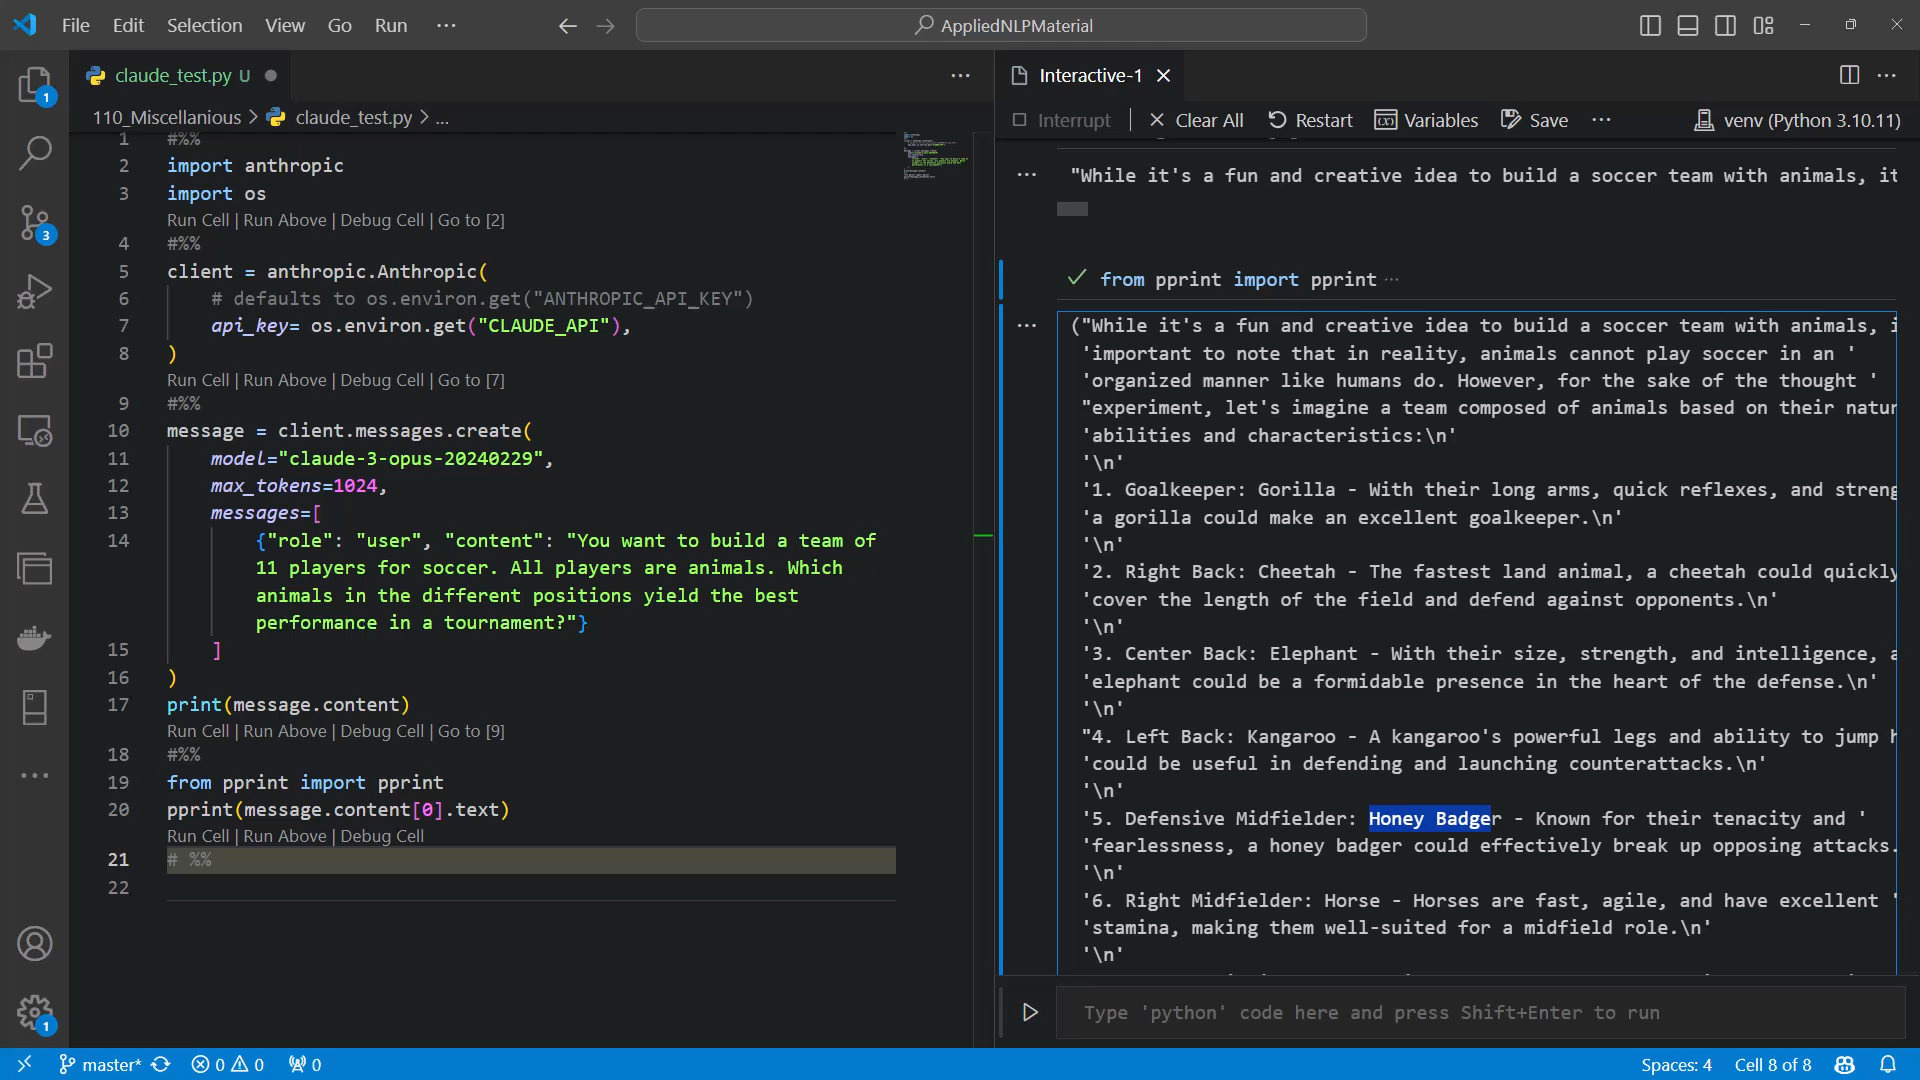 File Edit Selection View Go Run ···
AppliedNLPMaterial
claude_test.py U
Interactive-1
110_Miscellanious > claude_test.py > ...
Interrupt Clear All Restart Variables Save ··· venv (Python 3.10.11)
1 #%%
2 import anthropic
3 import os
Run Cell | Run Above | Debug Cell | Go to [2]
4 #%%
5 client = anthropic.Anthropic(
6 # defaults to os.environ.get("ANTHROPIC_API_KEY")
7 api_key= os.environ.get("CLAUDE_API"),
8 )
Run Cell | Run Above | Debug Cell | Go to [7]
9 #%%
10 message = client.messages.create(
11 model="claude-3-opus-20240229",
12 max_tokens=1024,
13 messages=[
14 {"role": "user", "content": "You want to build a team of
11 players for soccer. All players are animals. Which
animals in the different positions yield the best
performance in a tournament?"}
15 ]
16 )
17 print(message.content)
Run Cell | Run Above | Debug Cell | Go to [9]
18 #%%
19 from pprint import pprint
20 pprint(message.content[0].text)
Run Cell | Run Above | Debug Cell
21 # %%
22
"While it's a fun and creative idea to build a soccer team with animals, it
from pprint import pprint ···
("While it's a fun and creative idea to build a soccer team with animals, i
'important to note that in reality, animals cannot play soccer in an '
'organized manner like humans do. However, for the sake of the thought '
"experiment, let's imagine a team composed of animals based on their natur
'abilities and characteristics:\n'
'\n'
'1. Goalkeeper: Gorilla - With their long arms, quick reflexes, and streng
'a gorilla could make an excellent goalkeeper.\n'
'\n'
'2. Right Back: Cheetah - The fastest land animal, a cheetah could quickly
'cover the length of the field and defend against opponents.\n'
'\n'
'3. Center Back: Elephant - With their size, strength, and intelligence, a
'elephant could be a formidable presence in the heart of the defense.\n'
'\n'
"4. Left Back: Kangaroo - A kangaroo's powerful legs and ability to jump h
'could be useful in defending and launching counterattacks.\n'
'\n'
'5. Defensive Midfielder: Honey Badger - Known for their tenacity and '
'fearlessness, a honey badger could effectively break up opposing attacks.
'\n'
'6. Right Midfielder: Horse - Horses are fast, agile, and have excellent '
'stamina, making them well-suited for a midfield role.\n'
'\n'
Type 'python' code here and press Shift+Enter to run
1
3
1
master* 0 0 0
Spaces: 4 Cell 8 of 8